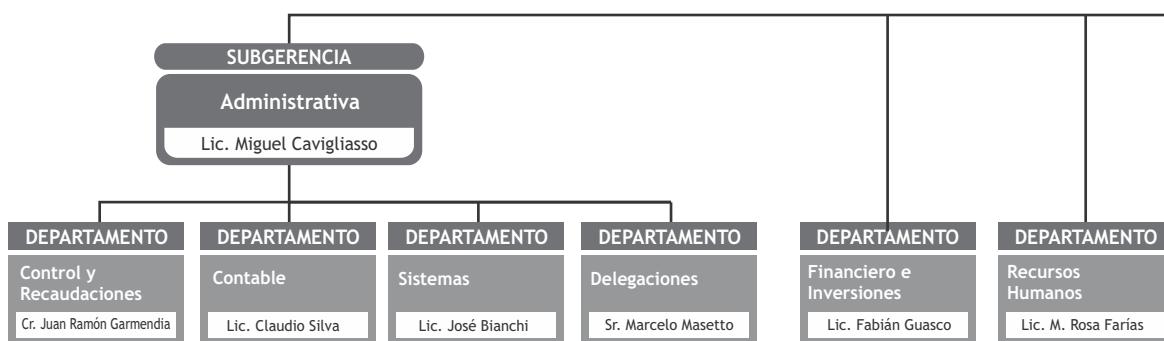 SUBGERENCIA
Administrativa
Lic. Miguel Cavigliasso
DEPARTAMENTO
Control y
Recaudaciones
Cr. Juan Ramón Garmendia
DEPARTAMENTO
Contable
Lic. Claudio Silva
DEPARTAMENTO
Sistemas
Lic. José Bianchi
DEPARTAMENTO
Delegaciones
Sr. Marcelo Masetto
DEPARTAMENTO
Financiero e
Inversiones
Lic. Fabián Guasco
DEPARTAMENTO
Recursos
Humanos
Lic. M. Rosa Farías